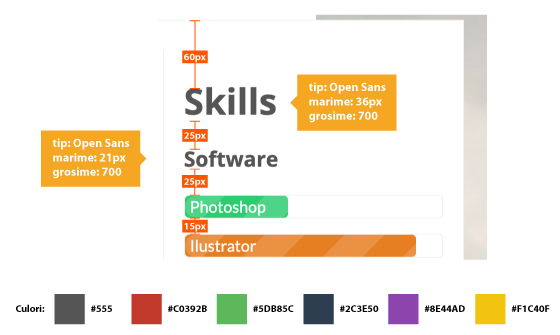 60px
Skills
tip: Open Sans
marime: 36px
grosime: 700
25px
tip: Open Sans
marime: 21px
grosime: 700
Software
25px
Photoshop
15px
Ilustrator
Culori: #555 #C0392B #5DB85C #2C3E50 #8E44AD #F1C40F